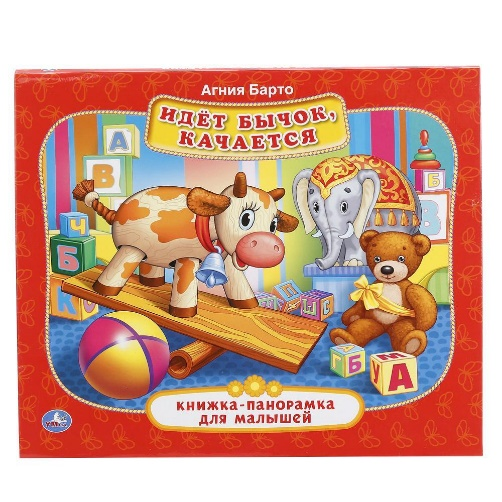 Агния Барто
ИДЁТ БЫЧОК,
КАЧАЕТСЯ
А
В
Ч
Б
К
Б
Б
У
М
А
КНИЖКА-ПАНОРАМКА
ДЛЯ МАЛЫШЕЙ